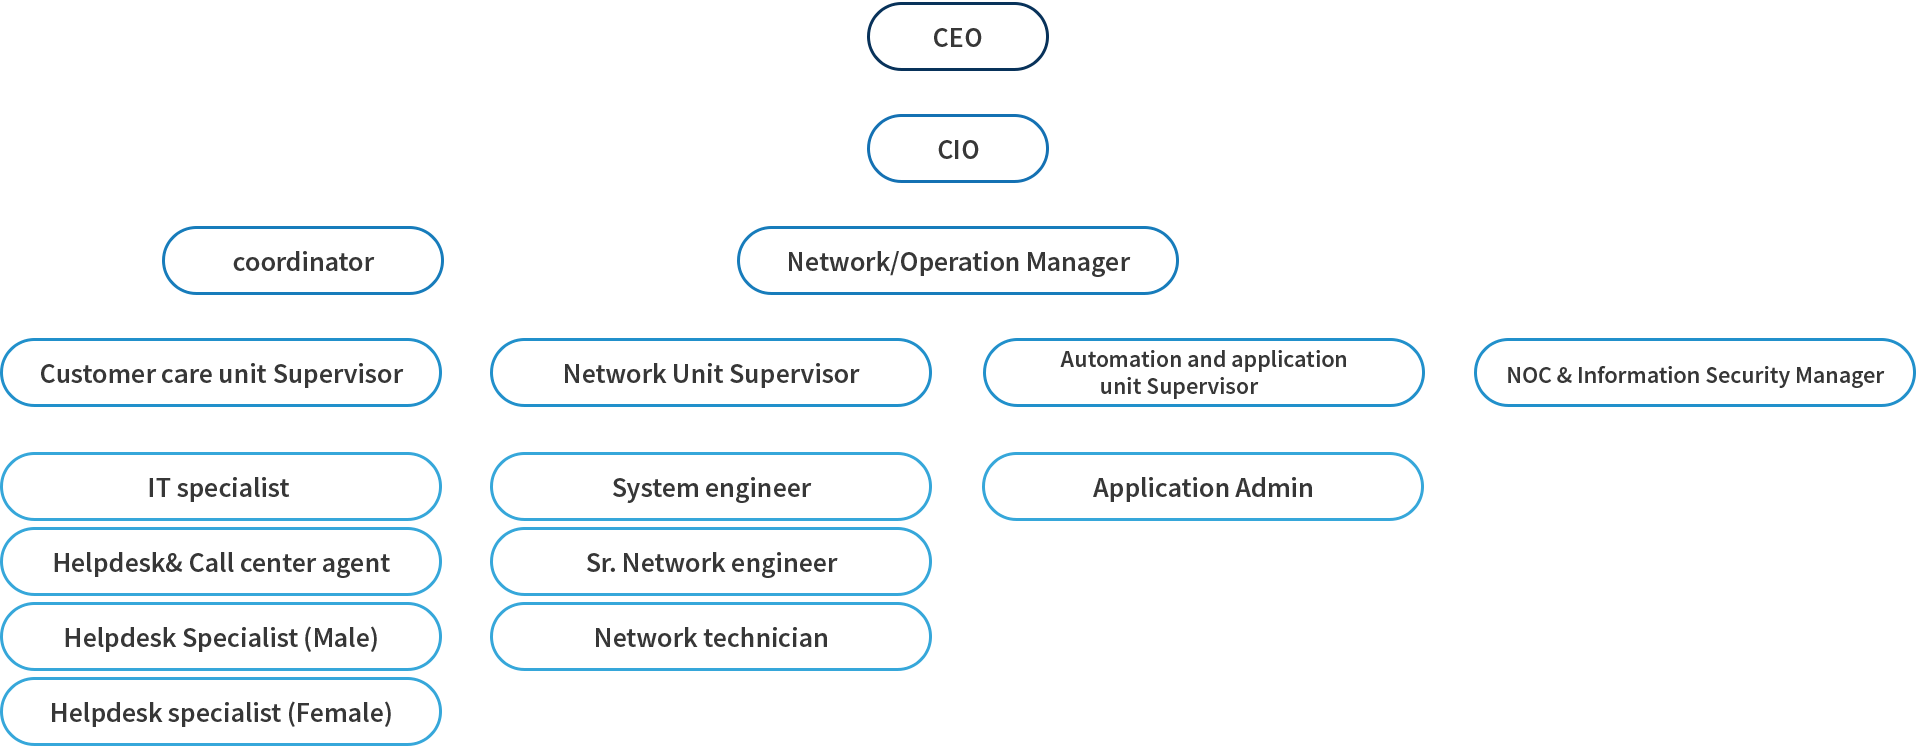 CEO
CIO
coordinator
Network/Operation Manager
Customer care unit Supervisor
Network Unit Supervisor
Automation and application
unit Supervisor
NOC & Information Security Manager
IT specialist
System engineer
Application Admin
Helpdesk& Call center agent
Sr. Network engineer
Helpdesk Specialist (Male)
Network technician
Helpdesk specialist (Female)